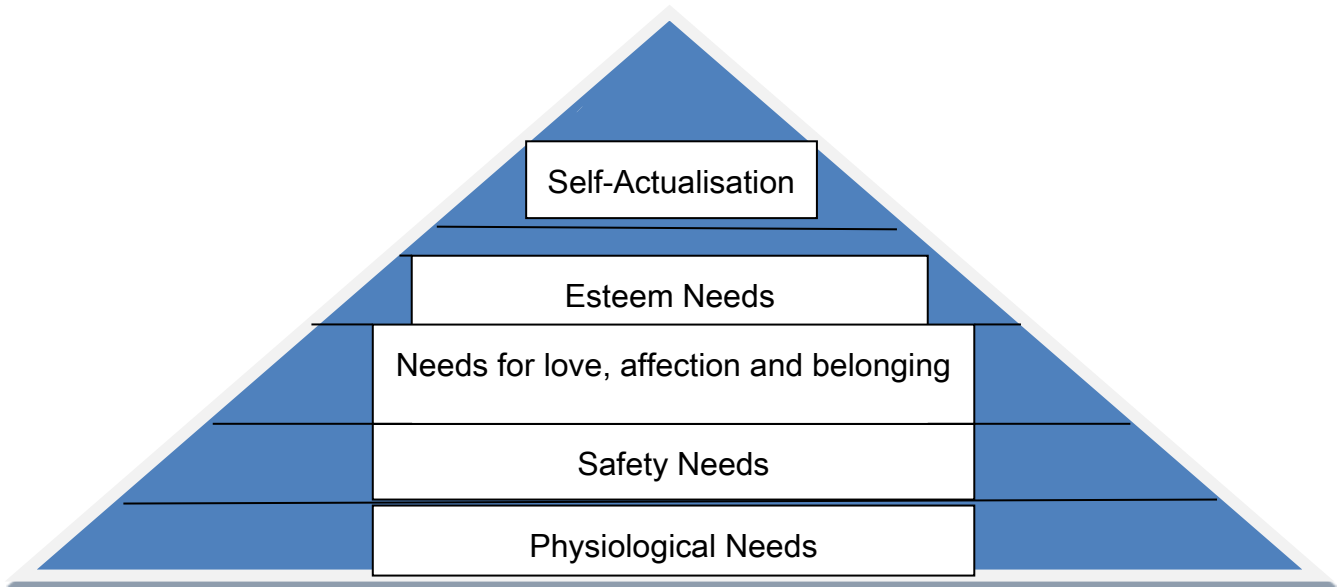 Self-Actualisation
Esteem Needs
Needs for love, affection and belonging
Safety Needs
Physiological Needs